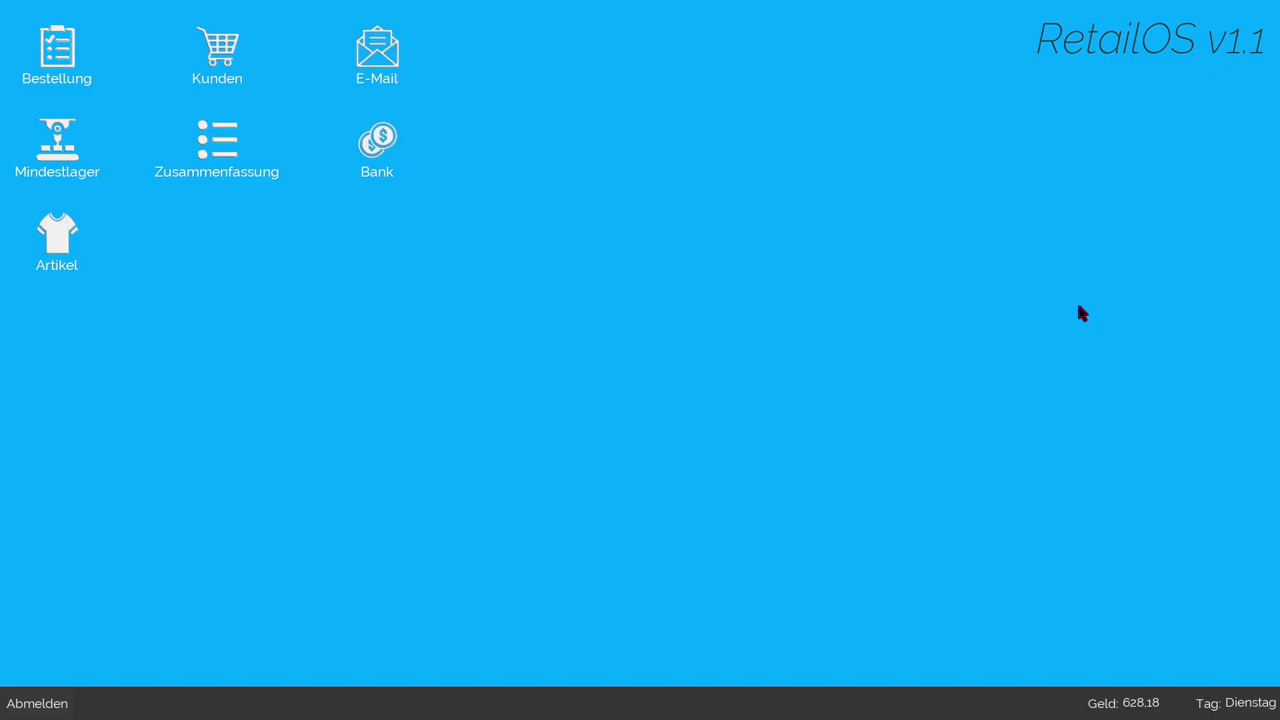 RetailOS v1.1
Bestellung
Kunden
E-Mail
Mindestlager
Zusammenfassung
Bank
Artikel
Abmelden
Geld: 628,18
Tag: Dienstag